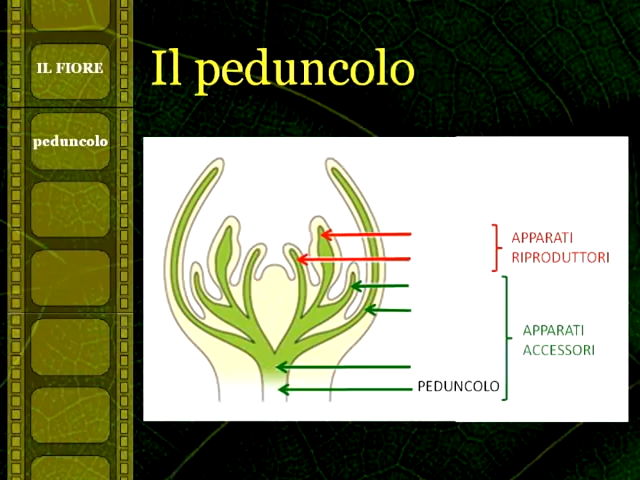 IL FIORE
peduncolo
Il peduncolo
APPARATI
RIPRODUTTORI
APPARATI
ACCESSORI
PEDUNCOLO